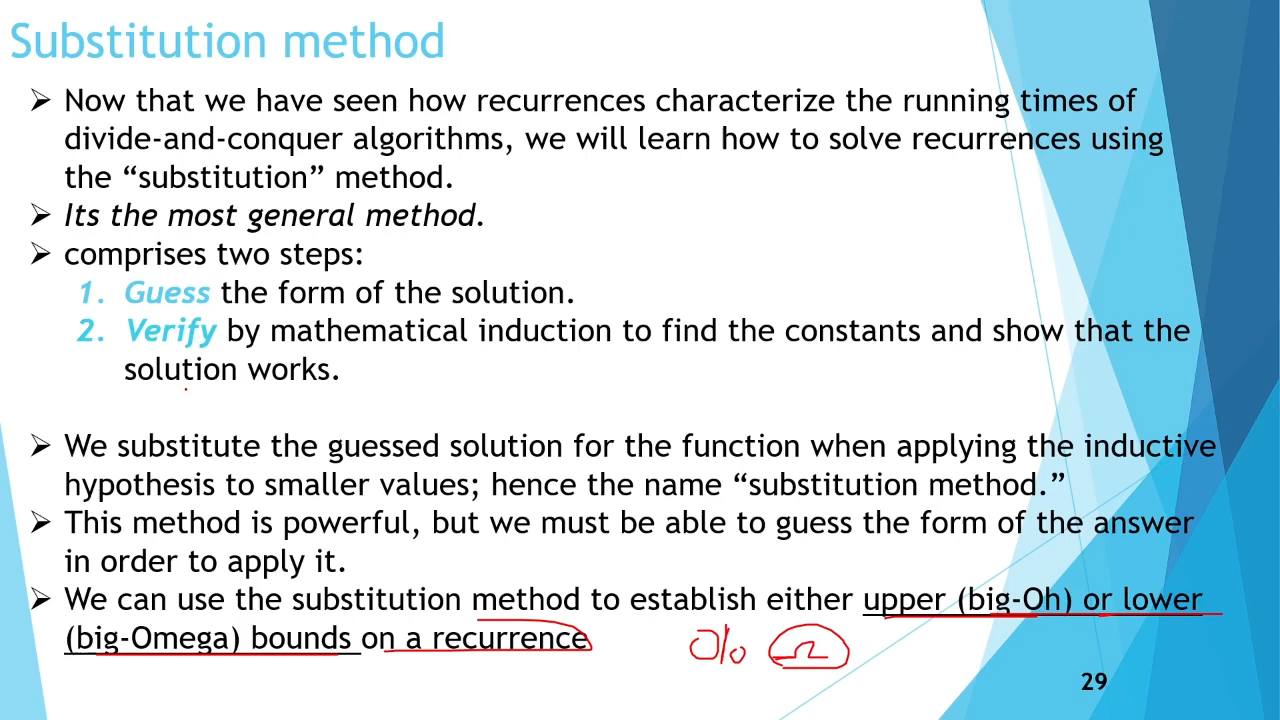 Substitution method
➢ Now that we have seen how recurrences characterize the running times of
divide-and-conquer algorithms, we will learn how to solve recurrences using
the “substitution” method.
➢ Its the most general method.
➢ comprises two steps:
1. Guess the form of the solution.
2. Verify by mathematical induction to find the constants and show that the
solution works.
➢ We substitute the guessed solution for the function when applying the inductive
hypothesis to smaller values; hence the name “substitution method.”
➢ This method is powerful, but we must be able to guess the form of the answer
in order to apply it.
➢ We can use the substitution method to establish either upper (big-Oh) or lower
(big-Omega) bounds on a recurrence
Ω
29